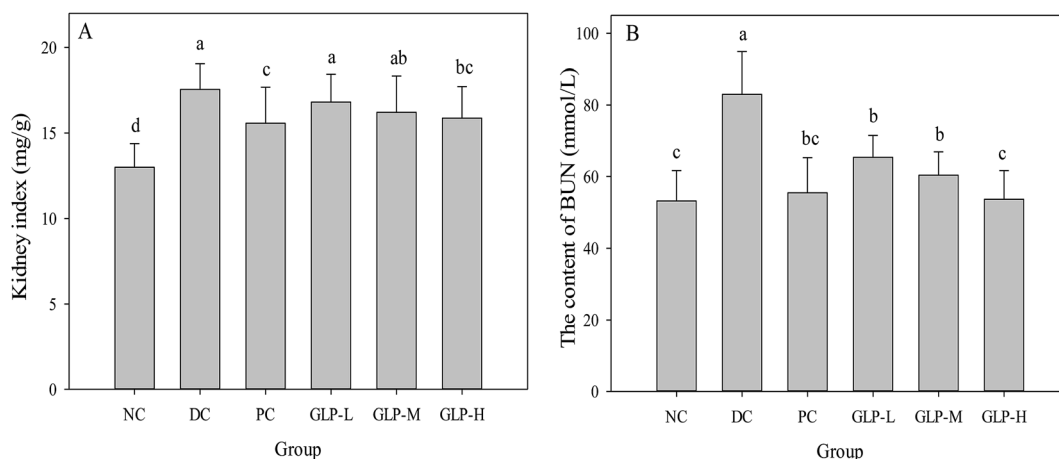 A
Kidney index (mg/g)
20
15
10
5
0
d
a
c
a
ab
bc
NC DC PC GLP-L GLP-M GLP-H
Group
B
The content of BUN (mmol/L)
100
80
60
40
20
0
c
a
bc
b
b
c
NC DC PC GLP-L GLP-M GLP-H
Group